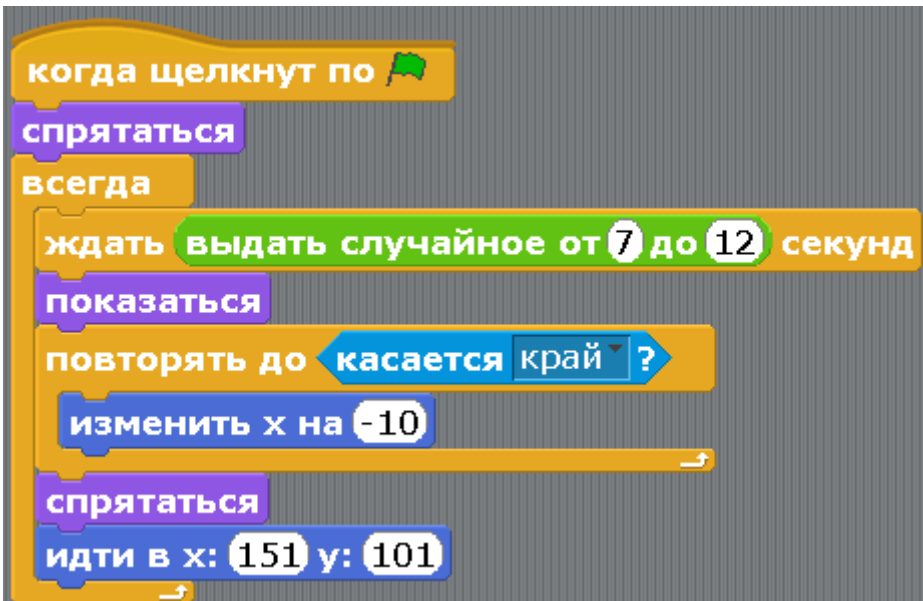 когда щелкнут по
спрятаться
всегда
ждать выдать случайное от 7 до 12 секунд
показаться
повторять до касается край ?
изменить х на -10
спрятаться
идти в х: 151 у: 101